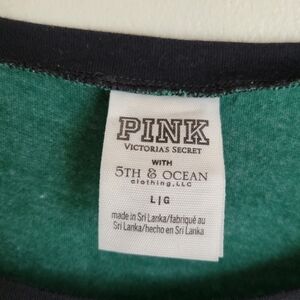 PINK
VICTORIA'S SECRET
WITH
5TH & OCEAN
clothing, LLC
L|G
made in Sri Lanka/fabriqué au
Sri Lanka/hecho en Sri Lanka